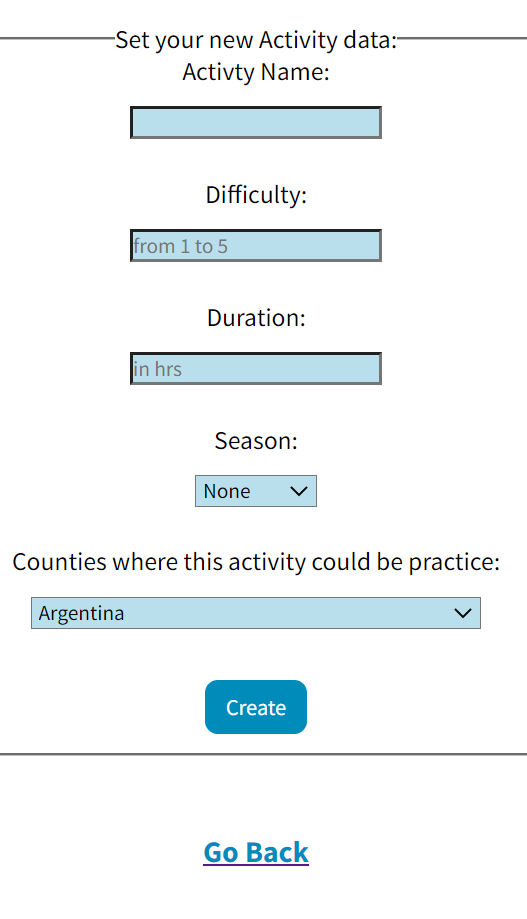 Set your new Activity data:
Activty Name:
Difficulty:
from 1 to 5
Duration:
in hrs
Season:
None
Counties where this activity could be practice:
Argentina
Create
Go Back